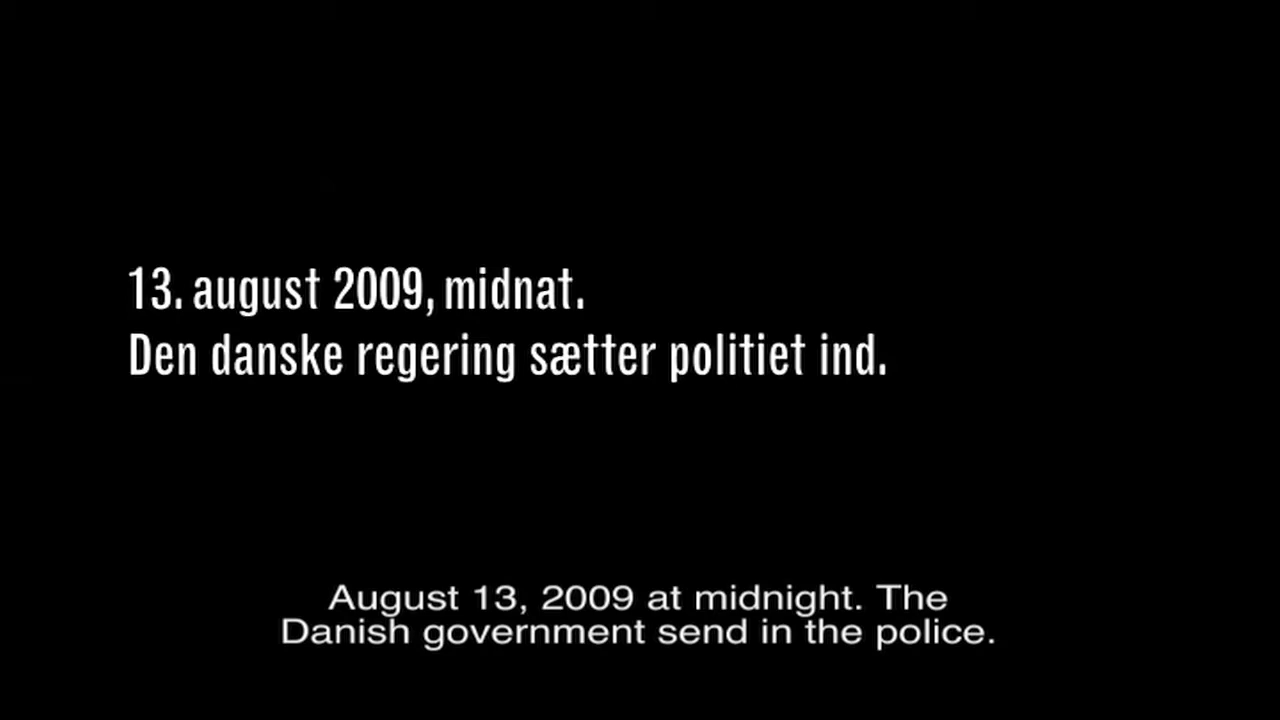 13. august 2009, midnat.
Den danske regering sætter politiet ind.
August 13, 2009 at midnight. The
Danish government send in the police.